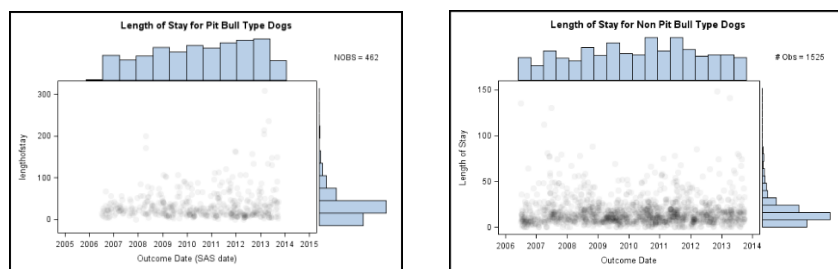 Length of Stay for Pit Bull Type Dogs
NOBS = 462
300
200
100
0
lengthofstay
2005 2006 2007 2008 2009 2010 2011 2012 2013 2014 2015
Outcome Date (SAS date)
Length of Stay for Non Pit Bull Type Dogs
# Obs = 1525
150
100
50
0
Length of Stay
2006 2007 2008 2009 2010 2011 2012 2013 2014
Outcome Date